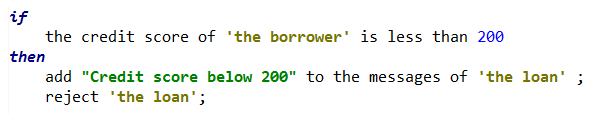 if
the credit score of 'the borrower' is less than 200
then
add "Credit score below 200" to the messages of 'the loan' ;
reject 'the loan';